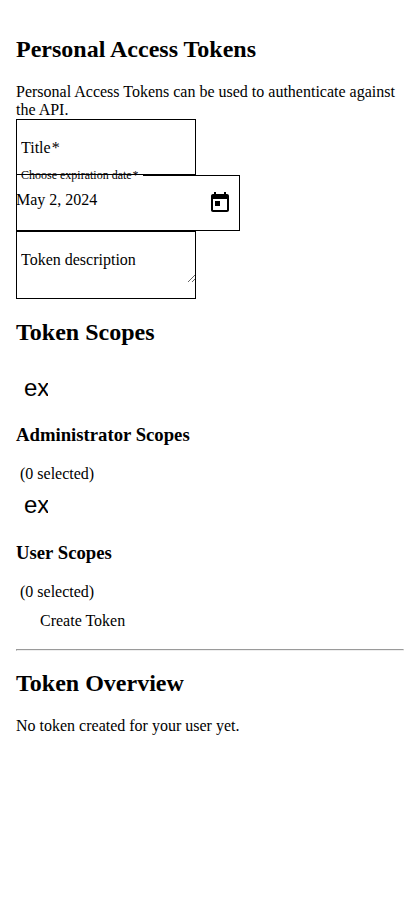 Personal Access Tokens
Personal Access Tokens can be used to authenticate against
the API.
Title*
Choose expiration date*
May 2, 2024
Token description
Token Scopes
ex
Administrator Scopes
(0 selected)
ex
User Scopes
(0 selected)
Create Token
Token Overview
No token created for your user yet.